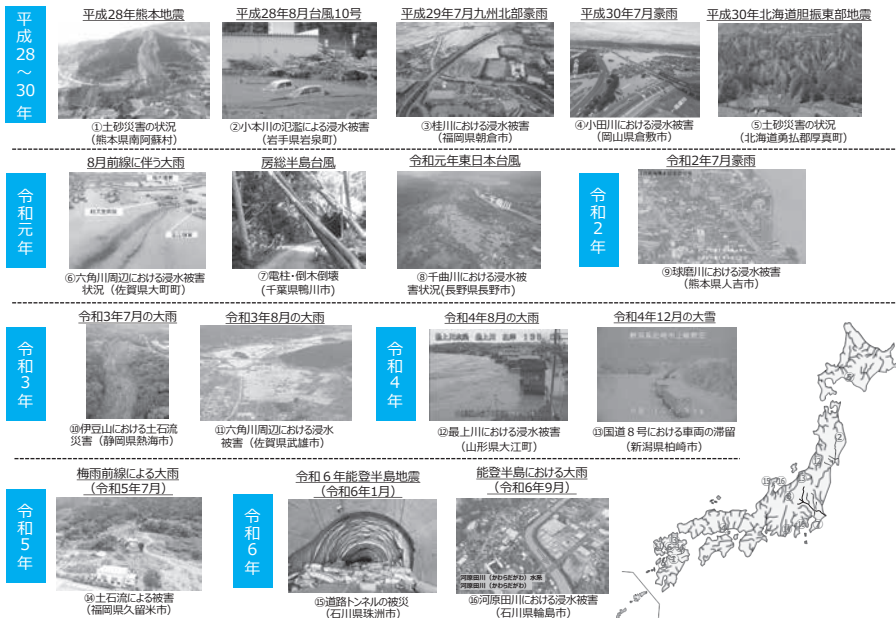 平成28～30年
平成28年熊本地震
①土砂災害の状況
(熊本県南阿蘇村)
平成28年8月台風10号
②小本川の氾濫による浸水被害
(岩手県岩泉町)
平成29年7月九州北部豪雨
③桂川における浸水被害
(福岡県朝倉市)
平成30年7月豪雨
④小田川における浸水被害
(岡山県倉敷市)
平成30年北海道胆振東部地震
⑤土砂災害の状況
(北海道勇払郡厚真町)
令和元年
8月前線に伴う大雨
⑥六角川周辺における浸水被害
状況(佐賀県大町町)
房総半島台風
⑦電柱・倒木倒壊
(千葉県鴨川市)
令和元年東日本台風
千曲川
⑧千曲川における浸水被
害状況(長野県長野市)
令和2年
令和2年7月豪雨
⑨球磨川における浸水被害
(熊本県人吉市)
令和3年
令和3年7月の大雨
⑩伊豆山における土石流
災害(静岡県熱海市)
令和3年8月の大雨
⑪六角川周辺における浸水
被害(佐賀県武雄市)
令和4年
令和4年8月の大雨
⑫最上川における浸水被害
(山形県大江町)
令和4年12月の大雪
⑬国道8号における車両の滞留
(新潟県柏崎市)
令和5年
梅雨前線による大雨
(令和5年7月)
⑭土石流による被害
(福岡県久留米市)
令和6年
令和6年能登半島地震
(令和6年1月)
⑮道路トンネルの被災
(石川県珠洲市)
能登半島における大雨
(令和6年9月)
河原田川(かわらだがわ)水系
河原田川(かわらだがわ)
⑯河原田川における浸水被害
(石川県輪島市)